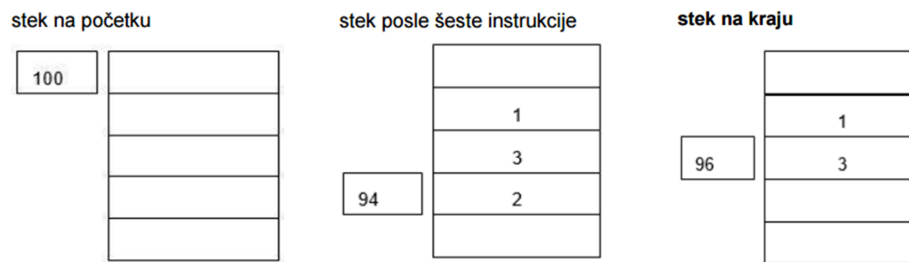 stek na početku
100
stek posle šeste instrukcije
1
3
94
2
stek na kraju
1
96
3